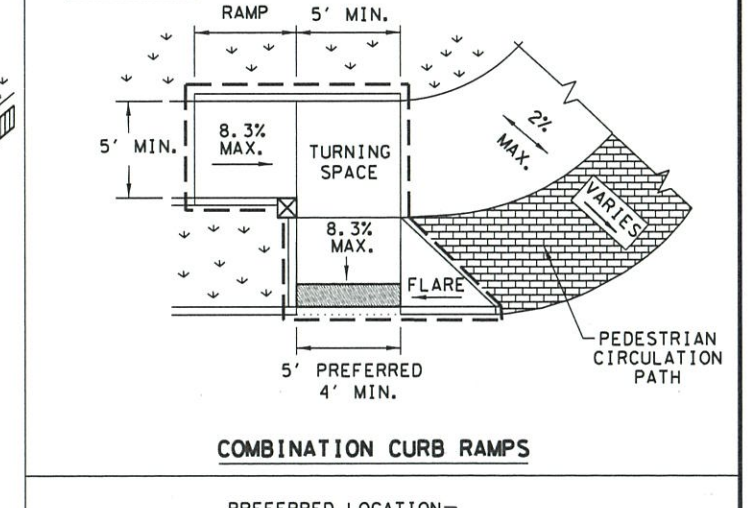 RAMP
5' MIN.
5' MIN.
8.3%
MAX.
TURNING
SPACE
2%
MAX.
VARIES
8.3%
MAX.
FLARE
PEDESTRIAN
CIRCULATION
PATH
5' PREFERRED
4' MIN.
COMBINATION CURB RAMPS
PREFERRED LOCATION-